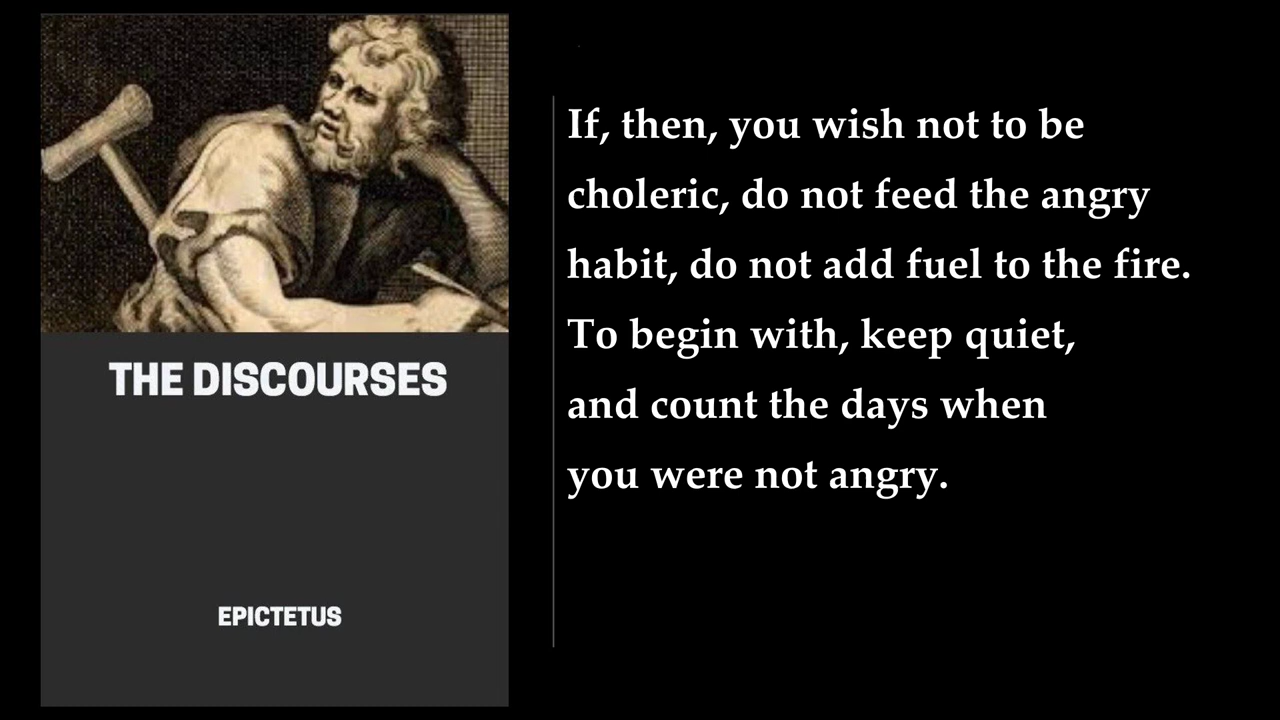 THE DISCOURSES
EPICTETUS
If, then, you wish not to be
choleric, do not feed the angry
habit, do not add fuel to the fire.
To begin with, keep quiet,
and count the days when
you were not angry.